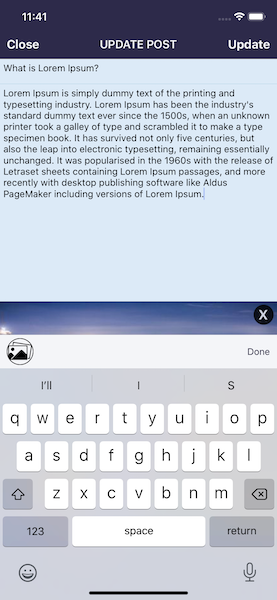 11:41
Close UPDATE POST Update
What is Lorem Ipsum?
Lorem Ipsum is simply dummy text of the printing and
typesetting industry. Lorem Ipsum has been the industry's
standard dummy text ever since the 1500s, when an unknown
printer took a galley of type and scrambled it to make a type
specimen book. It has survived not only five centuries, but
also the leap into electronic typesetting, remaining essentially
unchanged. It was popularised in the 1960s with the release of
Letraset sheets containing Lorem Ipsum passages, and more
recently with desktop publishing software like Aldus
PageMaker including versions of Lorem Ipsum.
X
Done
I'll I S
q w e r t y u i o p
a s d f g h j k l
z x c v b n m
123 space return